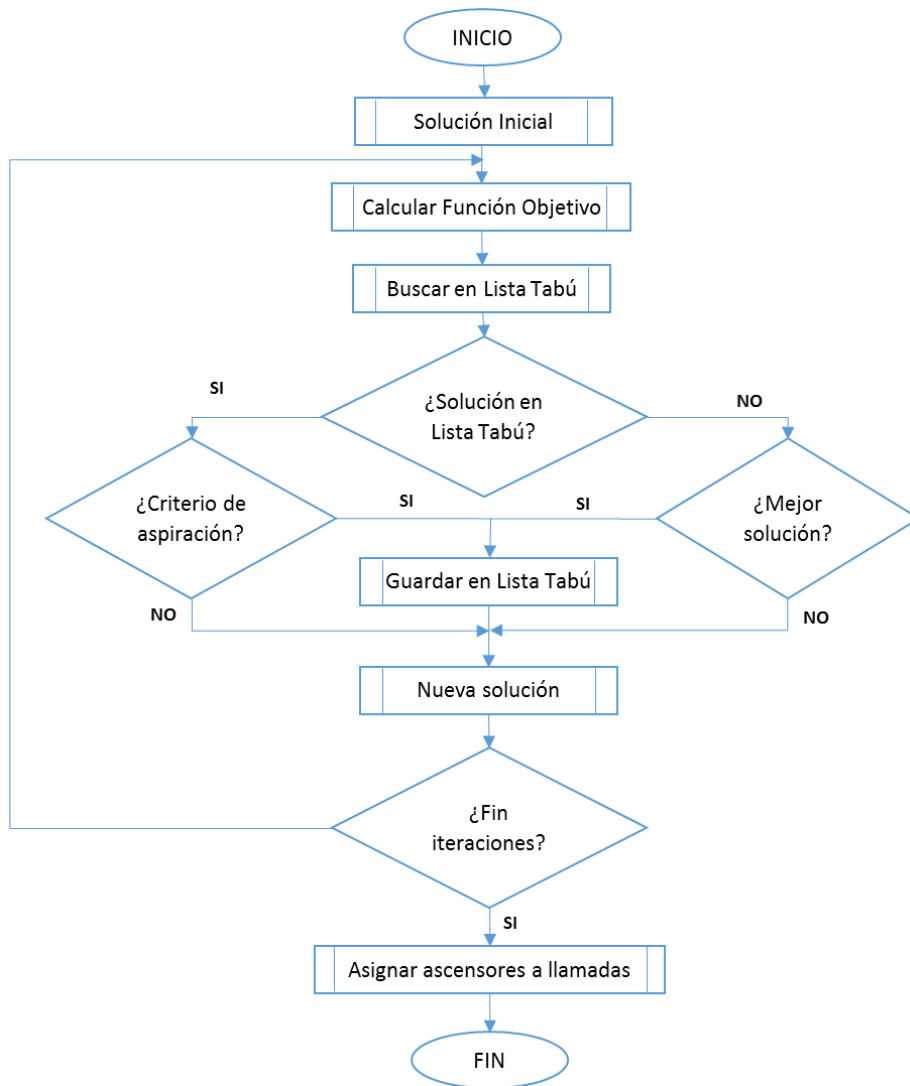 INICIO
Solución Inicial
Calcular Función Objetivo
Buscar en Lista Tabú
SI
¿Solución en
Lista Tabú?
NO
¿Criterio de
aspiración?
SI
SI
¿Mejor
solución?
Guardar en Lista Tabú
NO
NO
Nueva solución
¿Fin
iteraciones?
SI
Asignar ascensores a llamadas
FIN